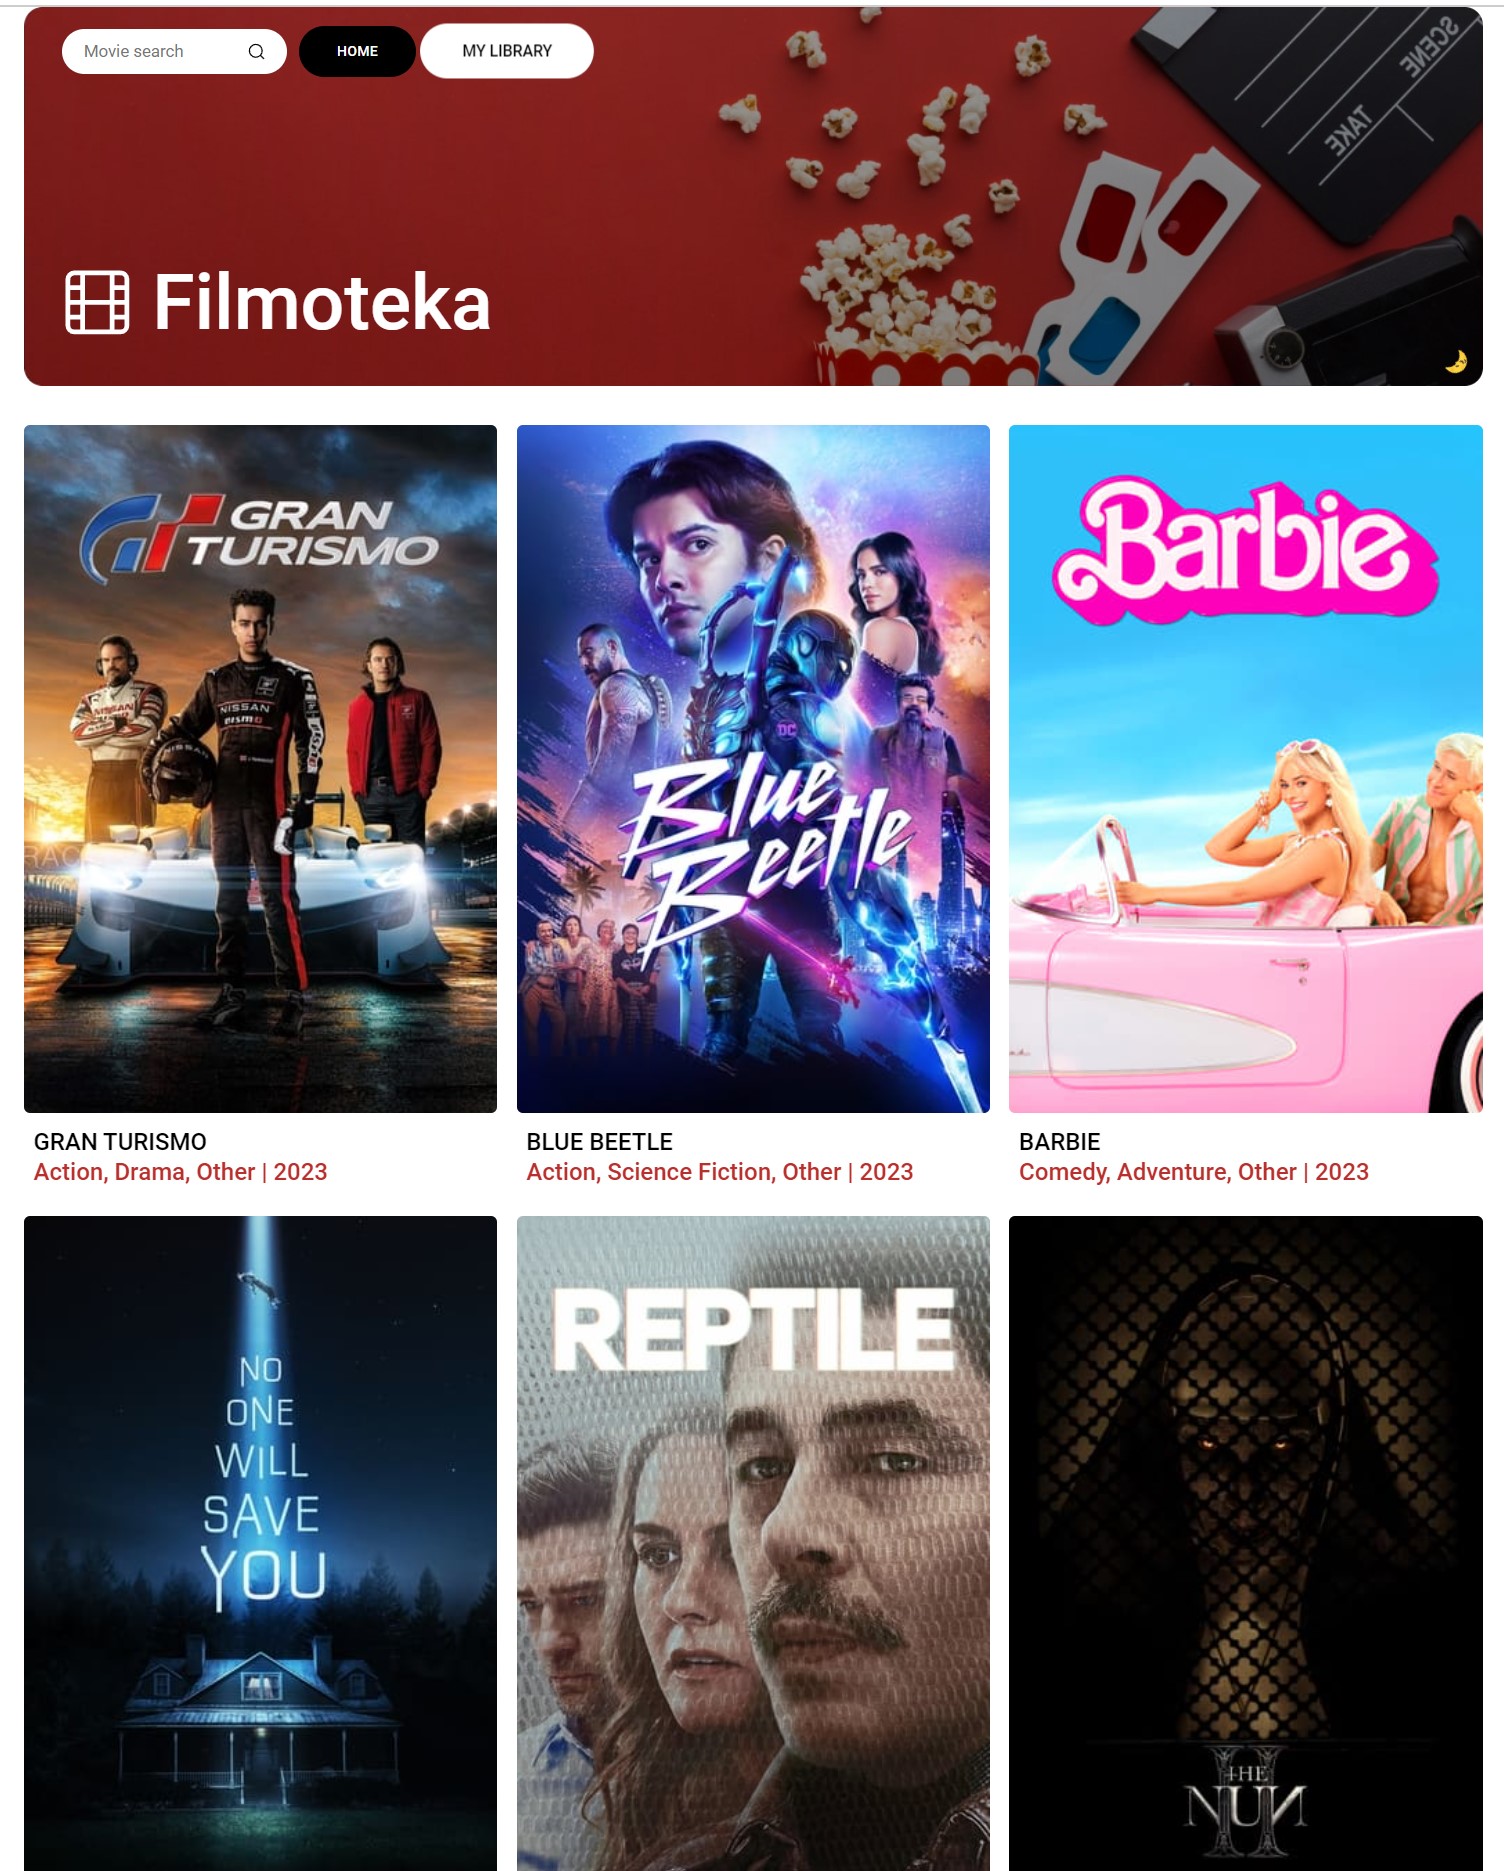 Movie search
HOME
MY LIBRARY
SCENE
TAKE
Filmoteka
GRAN
TURISMO
NISSAN
nismo
NISSAN
NISSAN
DC
Blue
Beetle
Barbie
GRAN TURISMO
Action, Drama, Other | 2023
BLUE BEETLE
Action, Science Fiction, Other | 2023
BARBIE
Comedy, Adventure, Other | 2023
NO
ONE
WILL
SAVE
YOU
REPTILE
THE
NUN
II